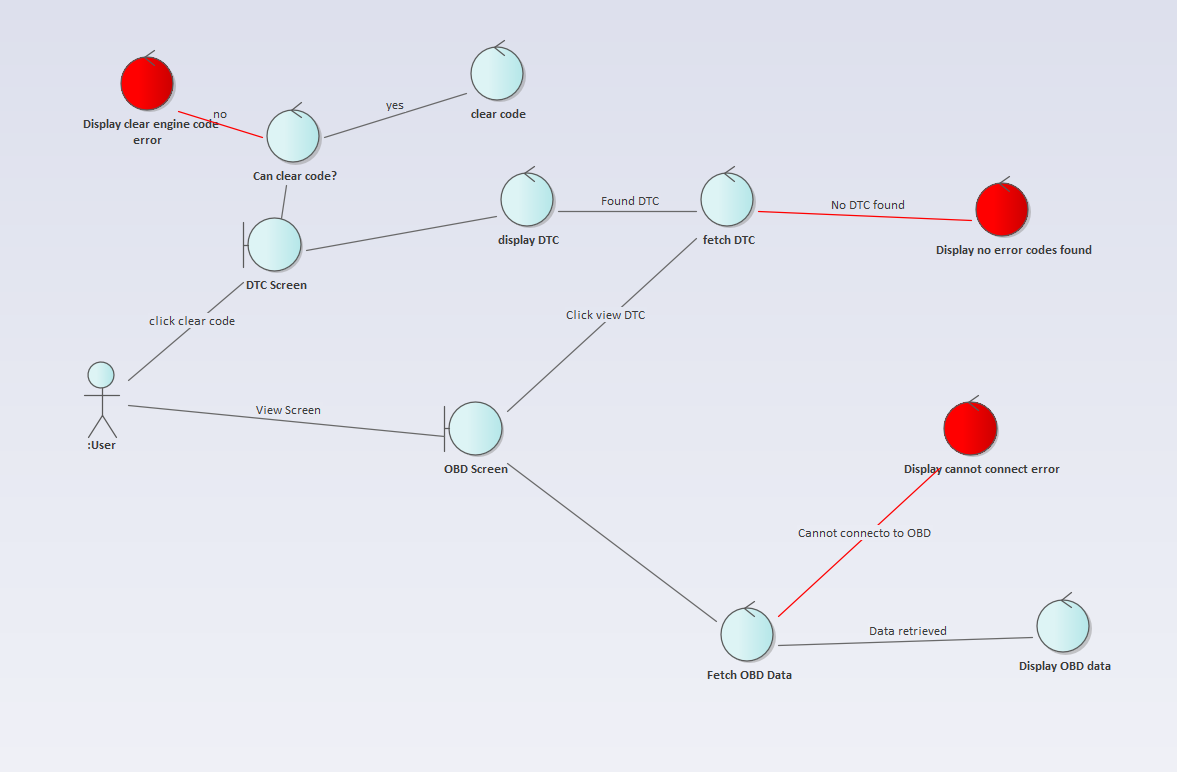 yes
no
clear code
Display clear engine code
error
Can clear code?
Found DTC
No DTC found
display DTC
fetch DTC
Display no error codes found
DTC Screen
click clear code
Click view DTC
View Screen
:User
OBD Screen
Display cannot connect error
Cannot connecto to OBD
Data retrieved
Fetch OBD Data
Display OBD data